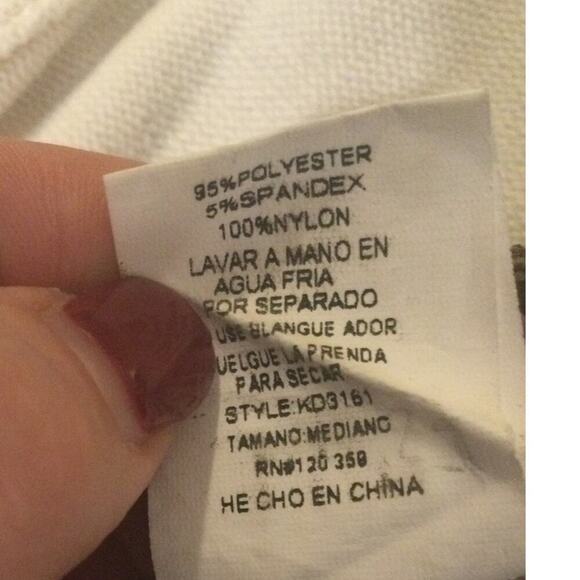 95%POLYESTER
5%SPANDEX
100%NYLON
LAVAR A MANO EN
AGUA FRIA
POR SEPARADO
USE BLANGUE ADOR
UELGUE LA PRENDA
PARA SECAR
STYLE:KD3161
TAMANO:MEDIANO
RN#120 359
HE CHO EN CHINA